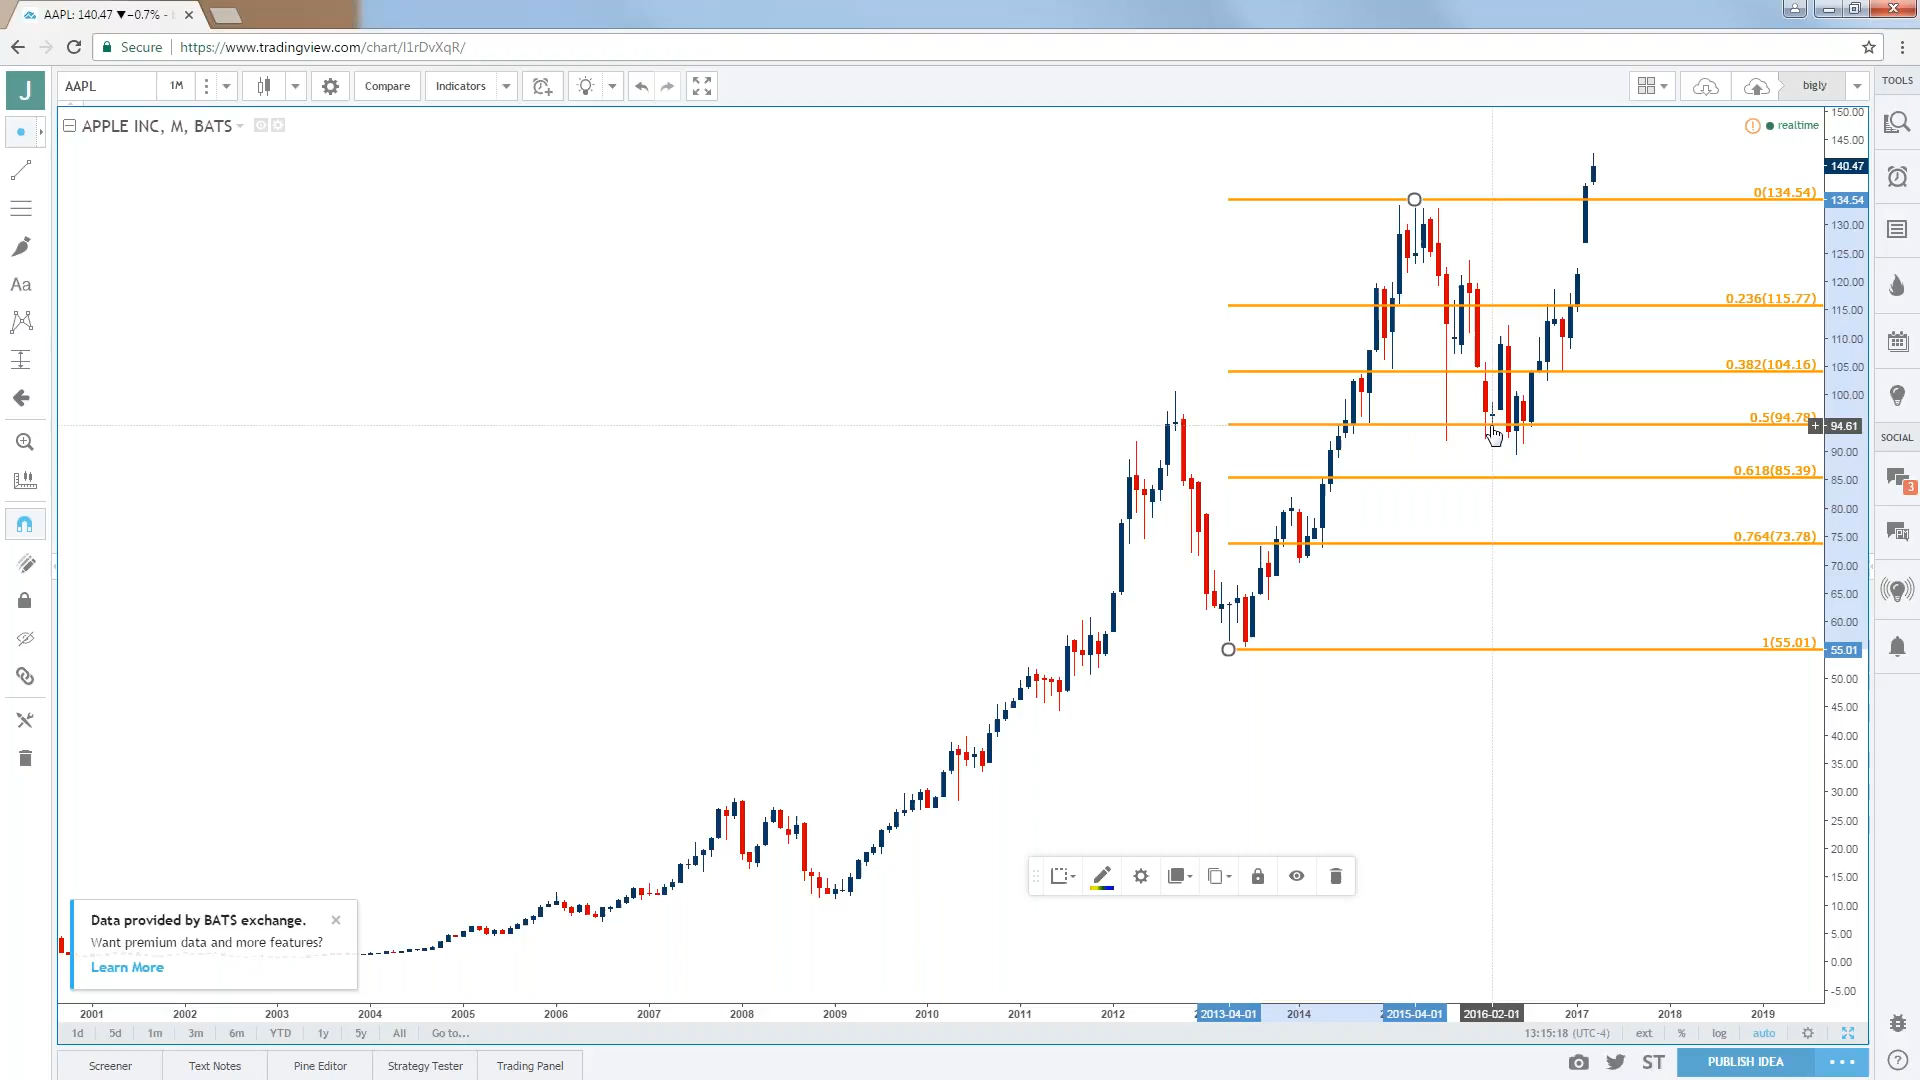 AAPL: 140.47 ▼−0.7% -
Secure
https://www.tradingview.com/chart/I1rDvXqR/
J
AAPL
1M
Compare
Indicators
bigly
TOOLS
APPLE INC, M, BATS
realtime
150.00
145.00
140.47
0(134.54)
134.54
130.00
125.00
120.00
0.236(115.77)
115.00
110.00
0.382(104.16)
105.00
100.00
0.5(94.78)
94.61
SOCIAL
90.00
0.618(85.39)
85.00
3
80.00
0.764(73.78)
75.00
70.00
65.00
60.00
1(55.01)
55.01
50.00
45.00
40.00
35.00
30.00
25.00
20.00
15.00
10.00
5.00
0.00
-5.00
Aa
Data provided by BATS exchange.
Want premium data and more features?
Learn More
2001 2002 2003 2004 2005 2006 2007 2008 2009 2010 2011 2012 2013-04-01 2014 2015-04-01 2016-02-01 2017 2018 2019
1d 5d 1m 3m 6m YTD 1y 5y All Go to... 13:15:18 (UTC-4) ext % log auto
Screener Text Notes Pine Editor Strategy Tester Trading Panel ST PUBLISH IDEA